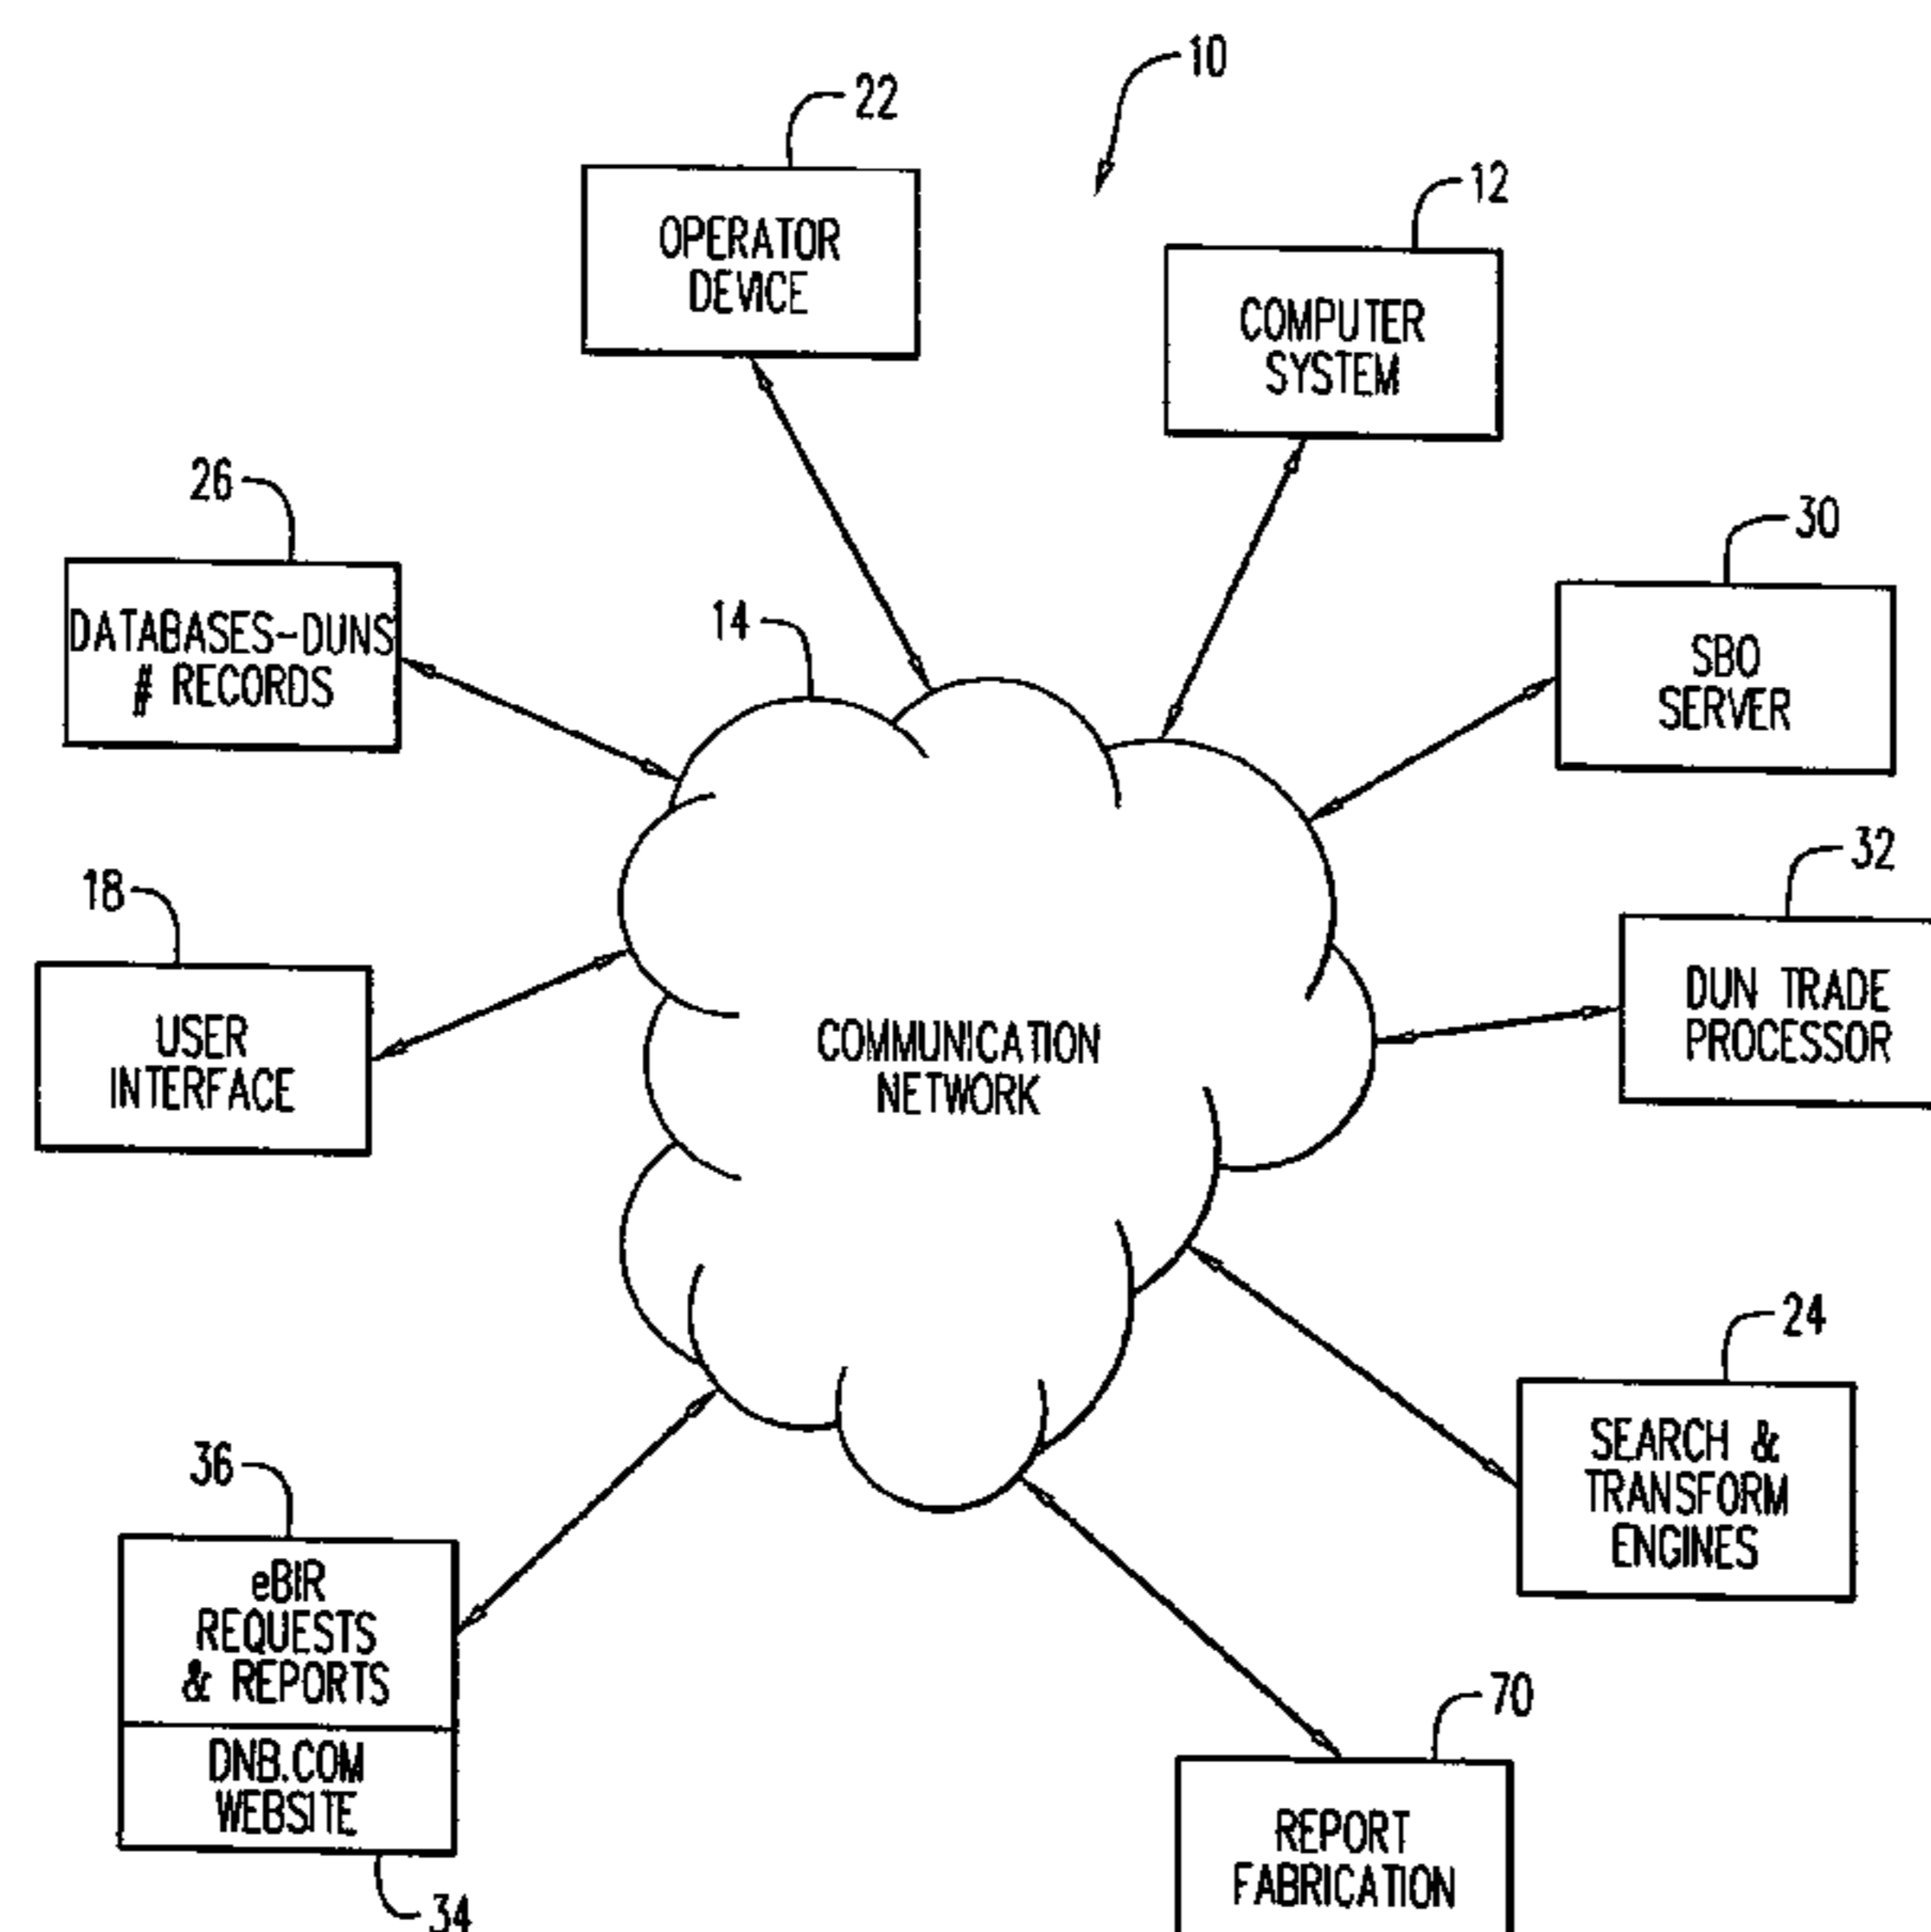 10
22
OPERATOR
DEVICE
12
COMPUTER
SYSTEM
26
DATABASES-DUNS
# RECORDS
30
SBO
SERVER
14
COMMUNICATION
NETWORK
18
USER
INTERFACE
32
DUN TRADE
PROCESSOR
24
SEARCH &
TRANSFORM
ENGINES
36
eBIR
REQUESTS
& REPORTS
DNB.COM
WEBSITE
34
70
REPORT
FABRICATION